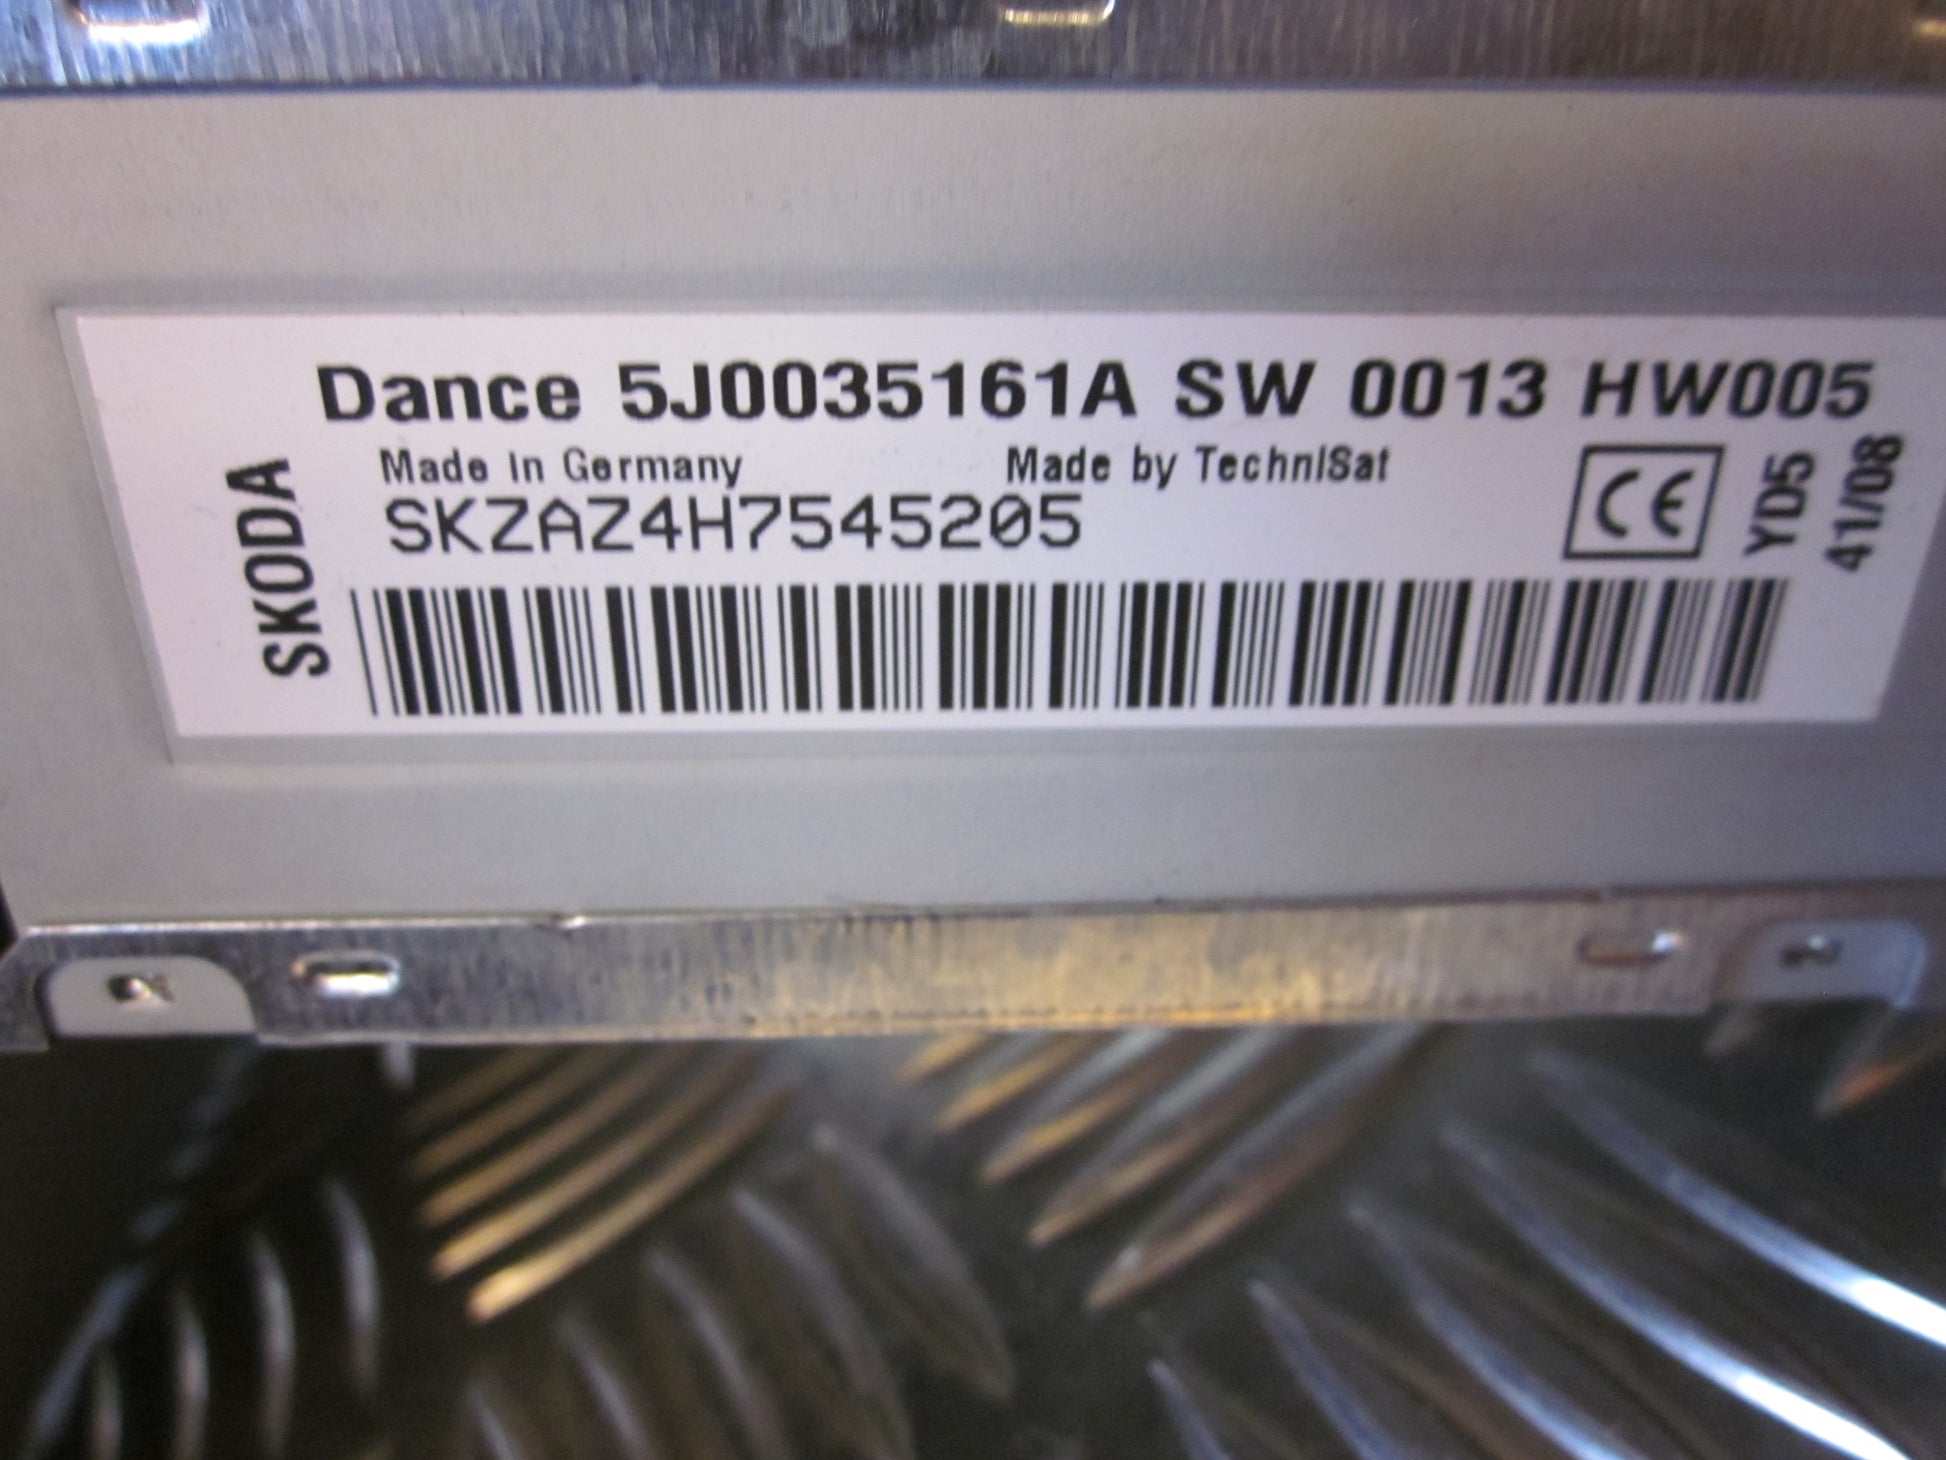 Dance 5J0035161A SW 0013 HW005
Made in Germany Made by TechniSat
SKZAZ4H7545205
SKODA
CE
YD5
41/08